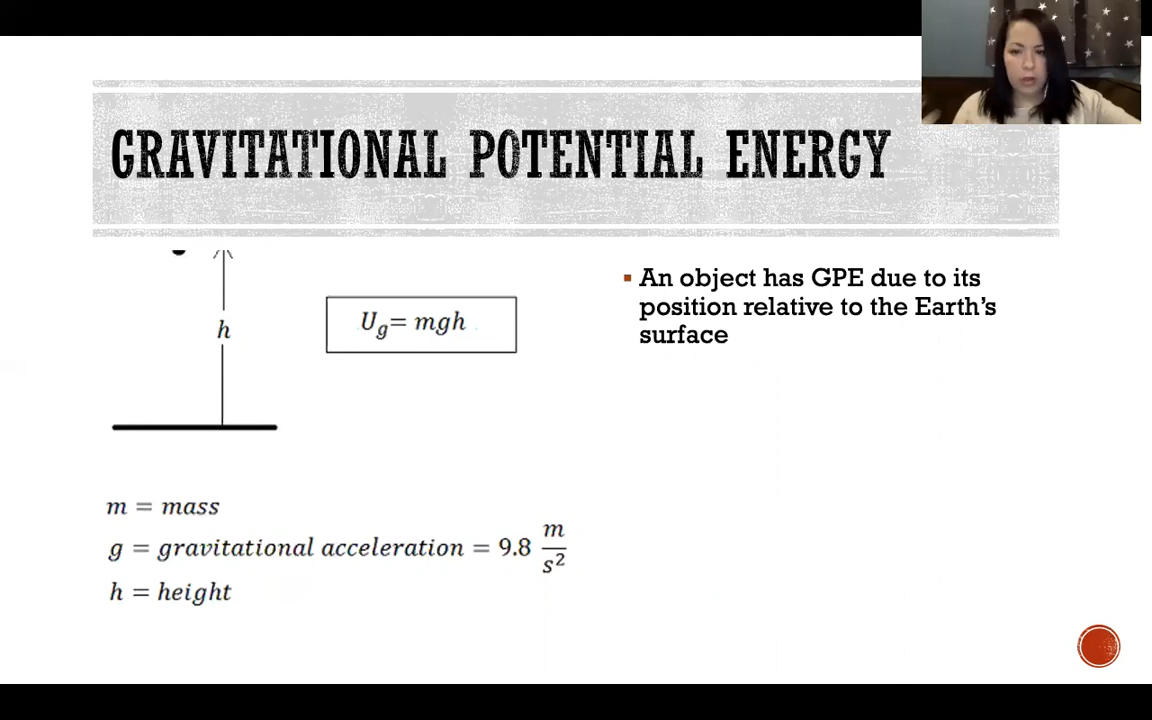 GRAVITATIONAL POTENTIAL ENERGY
h
U_g= mgh
m = mass
g = gravitational acceleration = 9.8 m/s²
h = height
An object has GPE due to its
position relative to the Earth's
surface